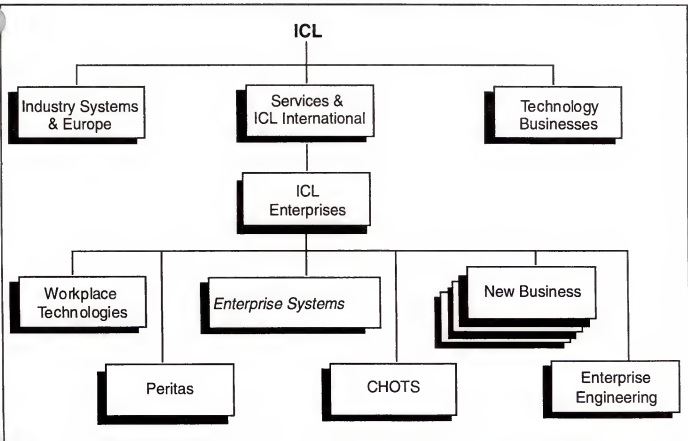 ICL
Industry Systems
& Europe
Services &
ICL International
Technology
Businesses
ICL
Enterprises
Workplace
Technologies
Enterprise Systems
New Business
Peritas
CHOTS
Enterprise
Engineering